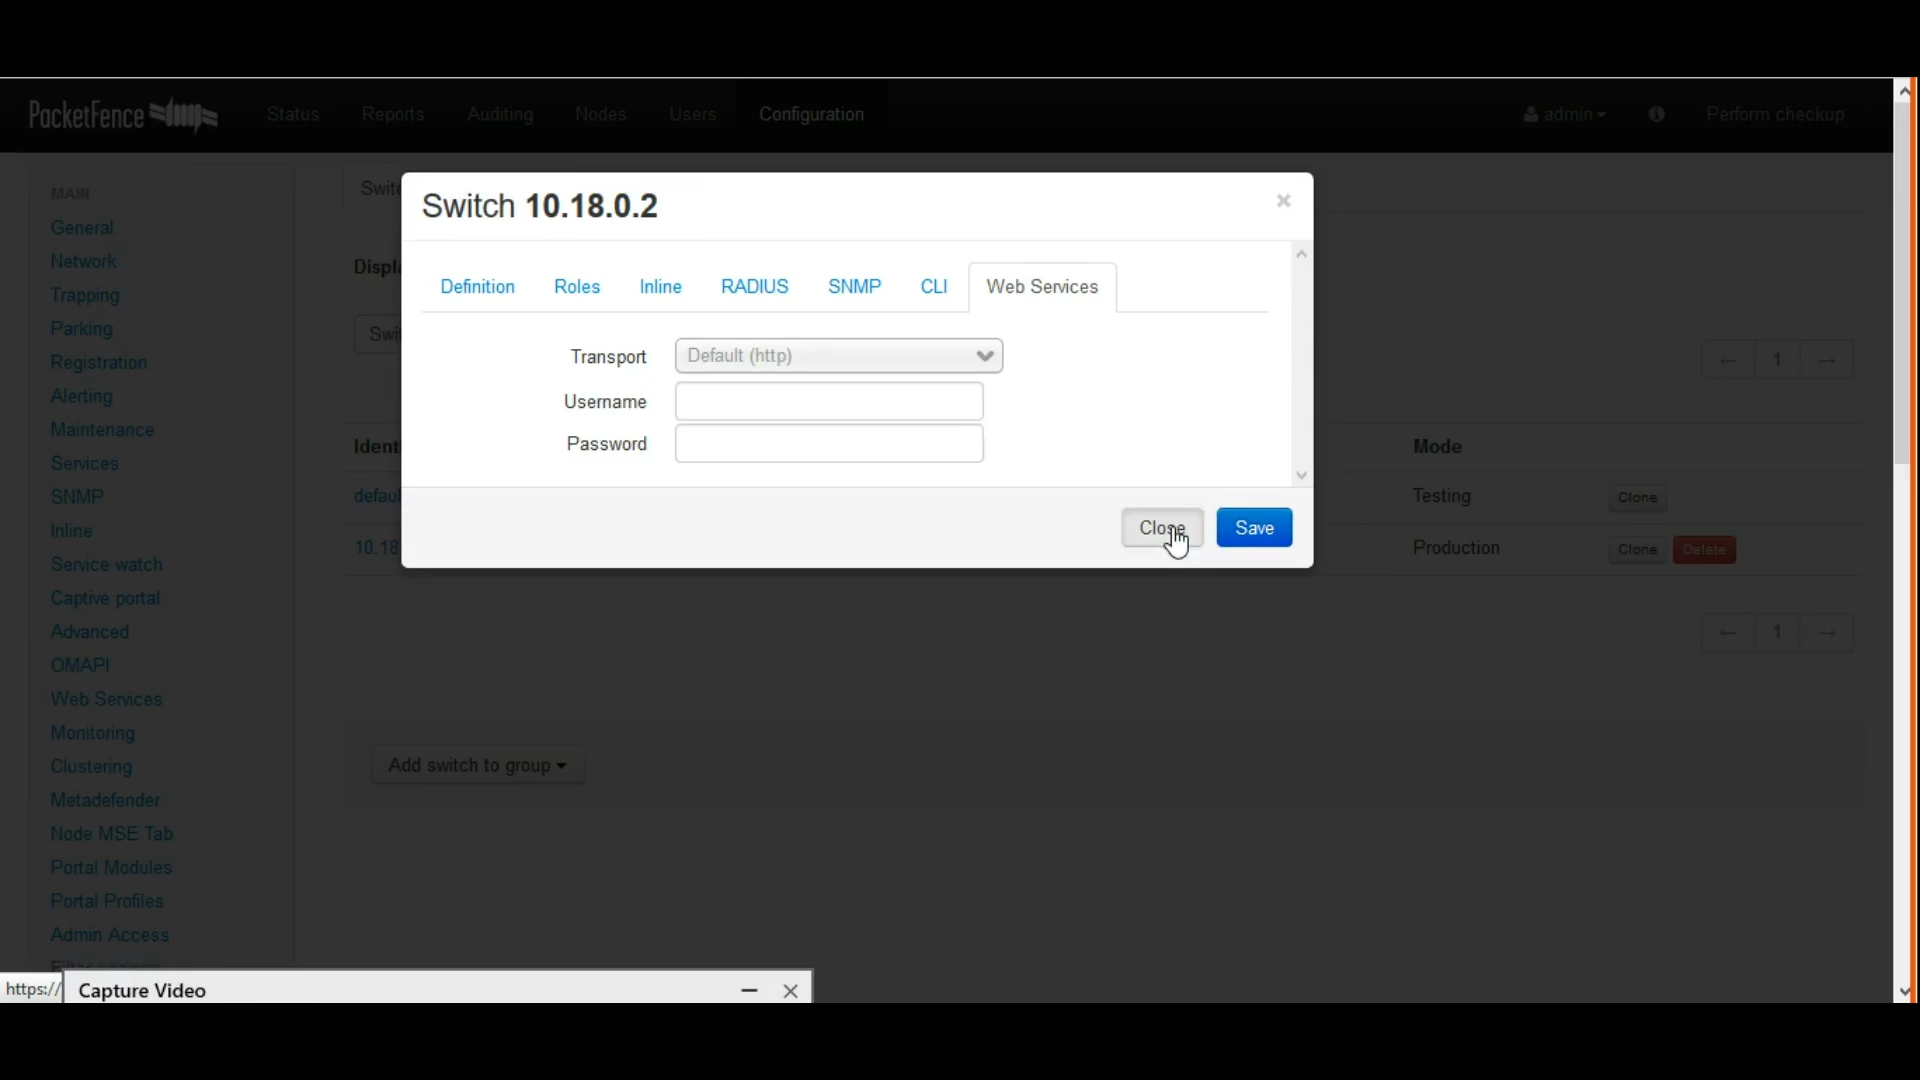 PacketFence Status Reports Auditing Nodes Users Configuration admin Perform checkup
MAIN
General
Network
Trapping
Parking
Registration
Alerting
Maintenance
Services
SNMP
Inline
Service watch
Captive portal
Advanced
OMAPI
Web Services
Monitoring
Clustering
Metadefender
Node MSE Tab
Portal Modules
Portal Profiles
Admin Access
Switch 10.18.0.2 ×
Definition Roles Inline RADIUS SNMP CLI Web Services
Transport Default (http)
Username
Password
Close Save
← 1 →
Mode
Testing Clone
10.18 Production Clone Delete
← 1 →
Add switch to group
https://
Capture Video